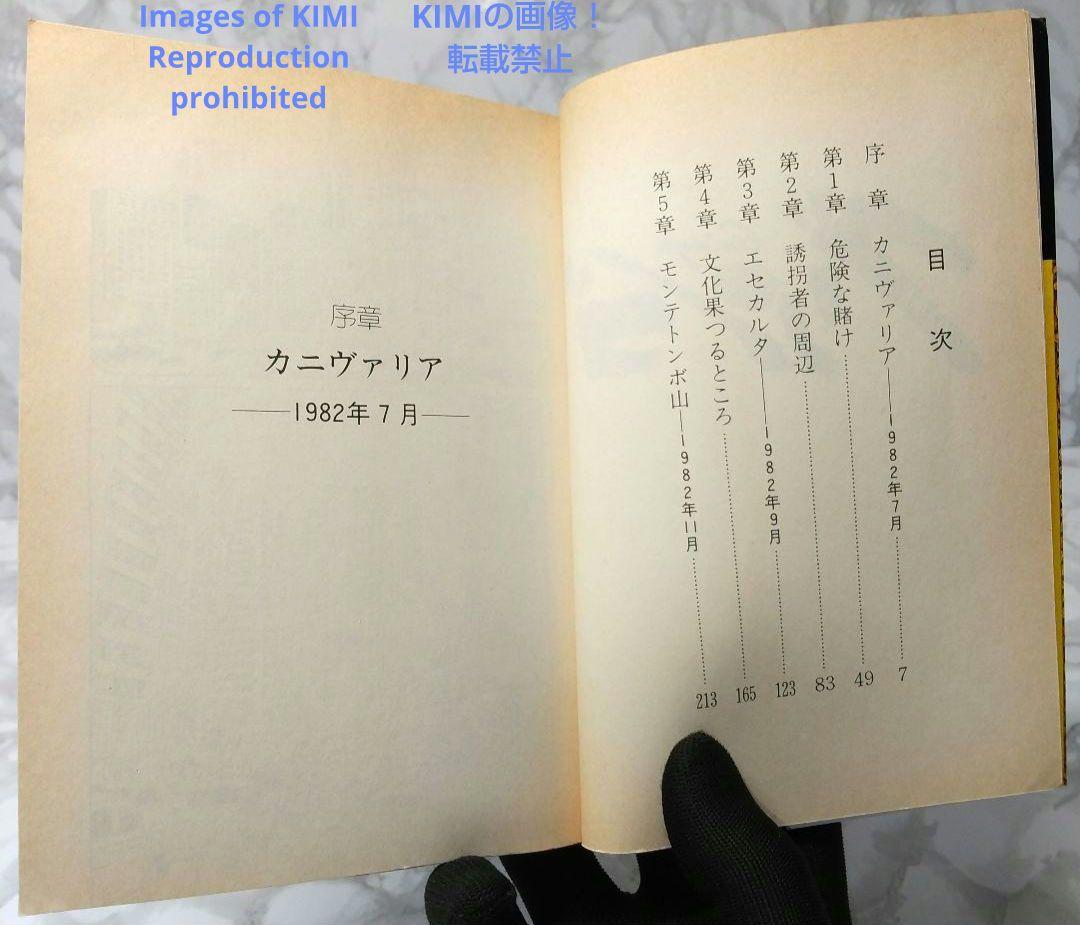 Images of KIMI
Reproduction
prohibited
KIMIの画像！
転載禁止
目次
序章 カニヴァリア――1982年7月………7
第1章 危険な賭け………49
第2章 誘拐者の周辺………83
第3章 エセカルタ――1982年9月………123
第4章 文化果つるところ………165
第5章 モンテトンボ山―1982年11月………213
序章
カニヴァリア
――1982年7月――